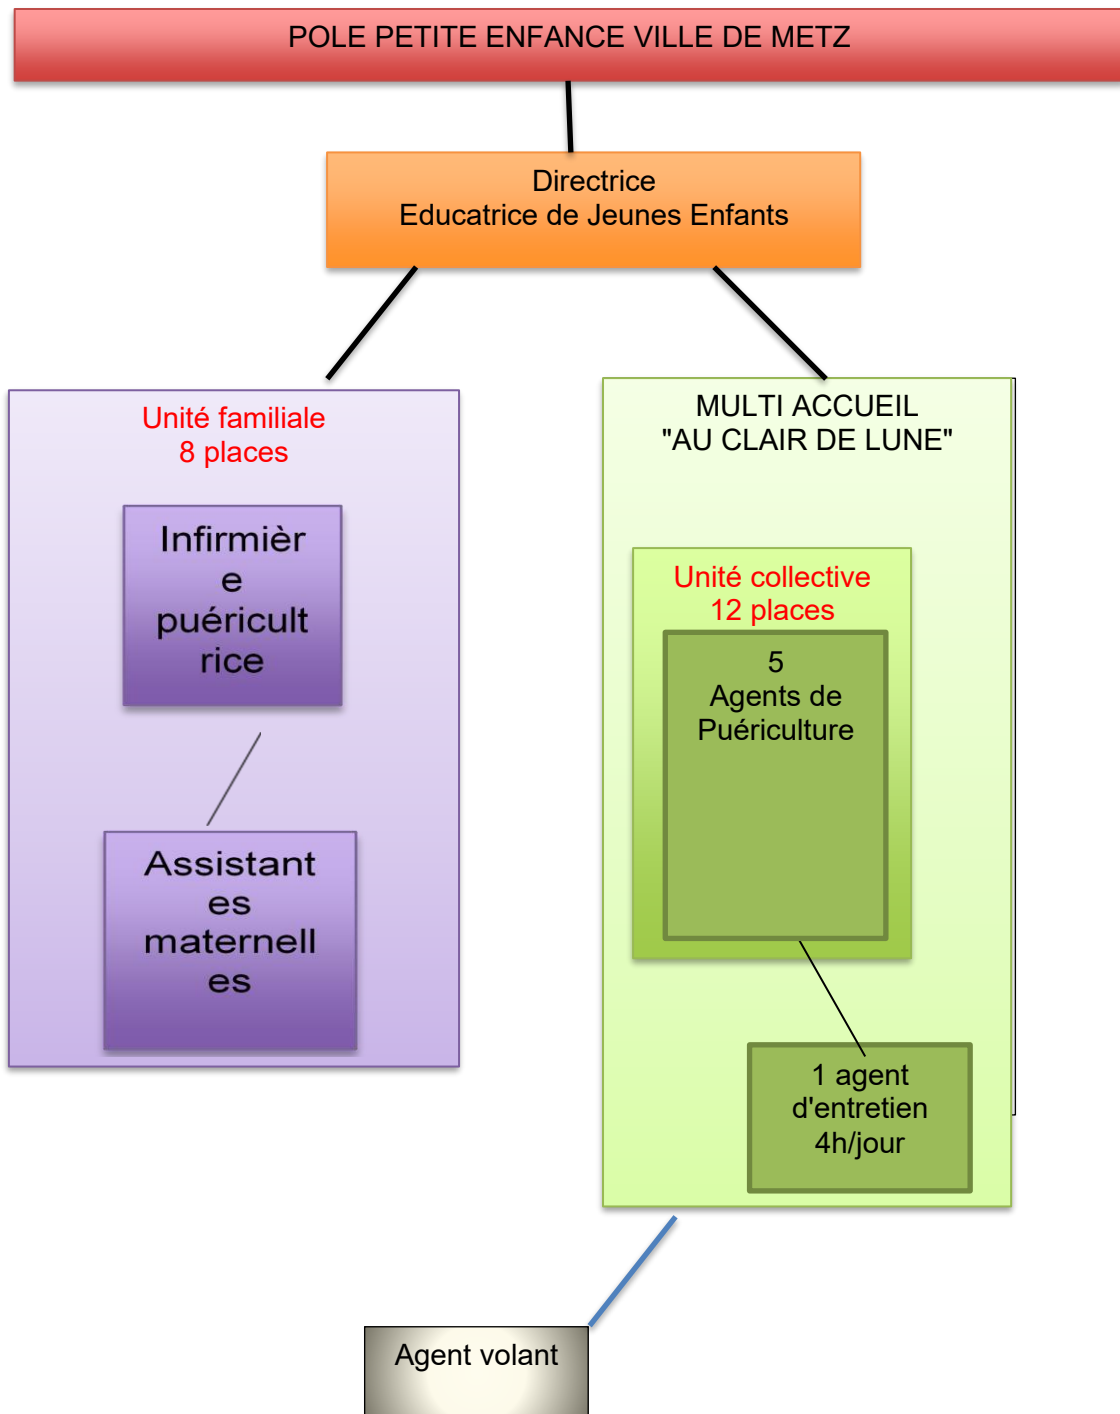 POLE PETITE ENFANCE VILLE DE METZ
Directrice
Educatrice de Jeunes Enfants
Unité familiale
8 places
Infirmièr
e
puéricult
rice
Assistant
es
maternell
es
MULTI ACCUEIL
"AU CLAIR DE LUNE"
Unité collective
12 places
5
Agents de
Puériculture
1 agent
d'entretien
4h/jour
Agent volant